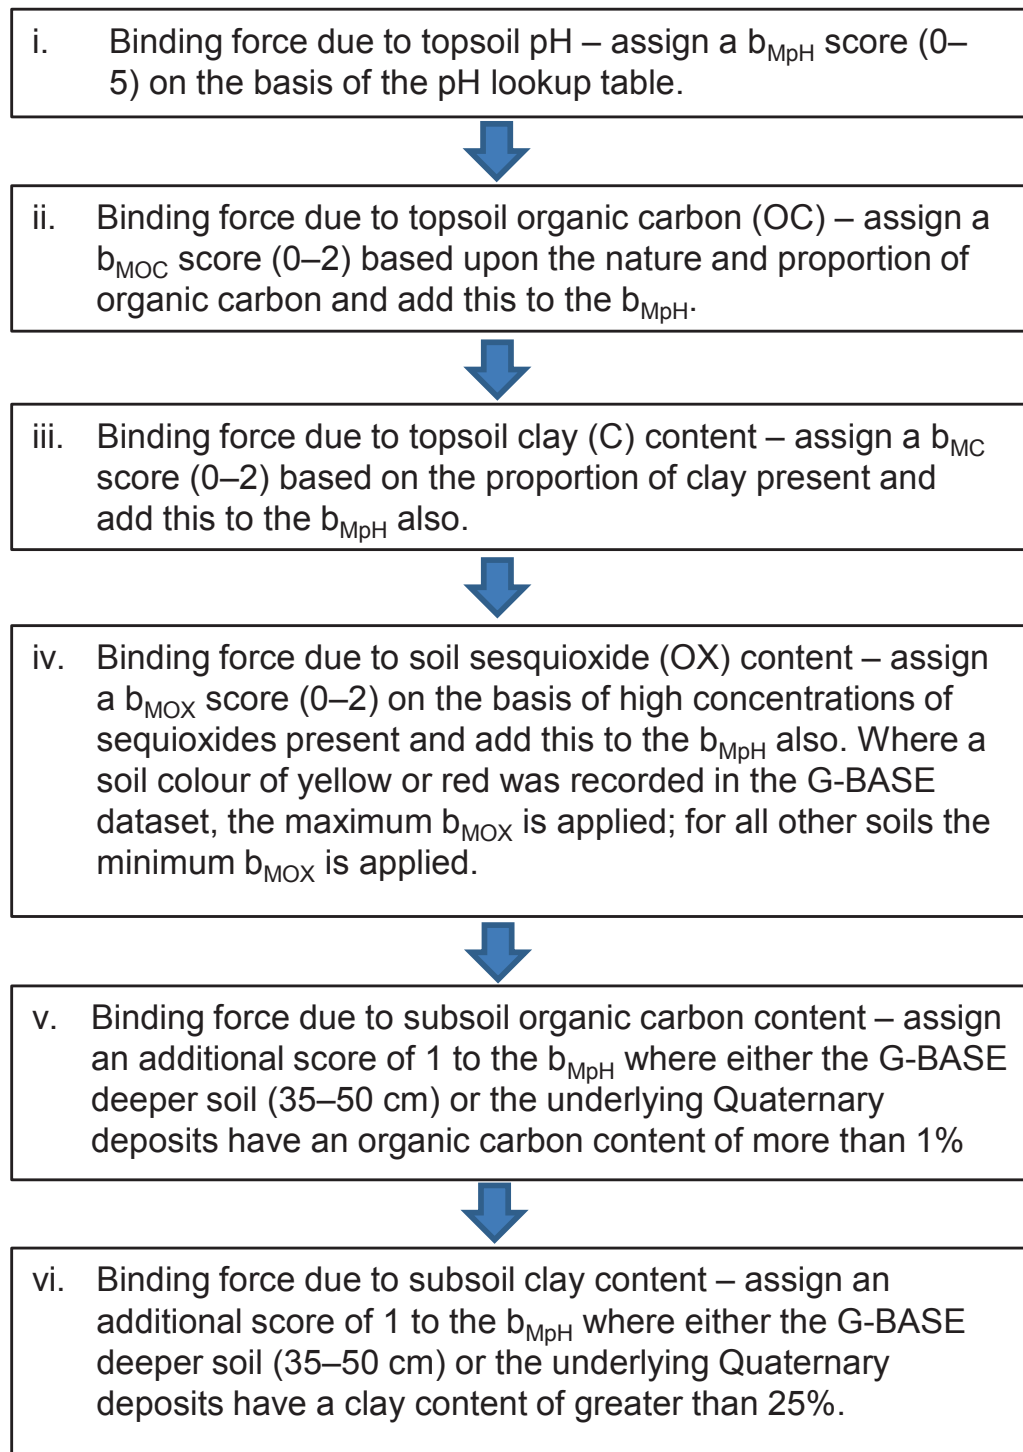 i. Binding force due to topsoil pH – assign a bMpH score (0–
5) on the basis of the pH lookup table.
ii. Binding force due to topsoil organic carbon (OC) – assign a
bMOC score (0–2) based upon the nature and proportion of
organic carbon and add this to the bMpH.
iii. Binding force due to topsoil clay (C) content – assign a bMC
score (0–2) based on the proportion of clay present and
add this to the bMpH also.
iv. Binding force due to soil sesquioxide (OX) content – assign
a bMOX score (0–2) on the basis of high concentrations of
sequioxides present and add this to the bMpH also. Where a
soil colour of yellow or red was recorded in the G-BASE
dataset, the maximum bMOX is applied; for all other soils the
minimum bMOX is applied.
v. Binding force due to subsoil organic carbon content – assign
an additional score of 1 to the bMpH where either the G-BASE
deeper soil (35–50 cm) or the underlying Quaternary
deposits have an organic carbon content of more than 1%
vi. Binding force due to subsoil clay content – assign an
additional score of 1 to the bMpH where either the G-BASE
deeper soil (35–50 cm) or the underlying Quaternary
deposits have a clay content of greater than 25%.